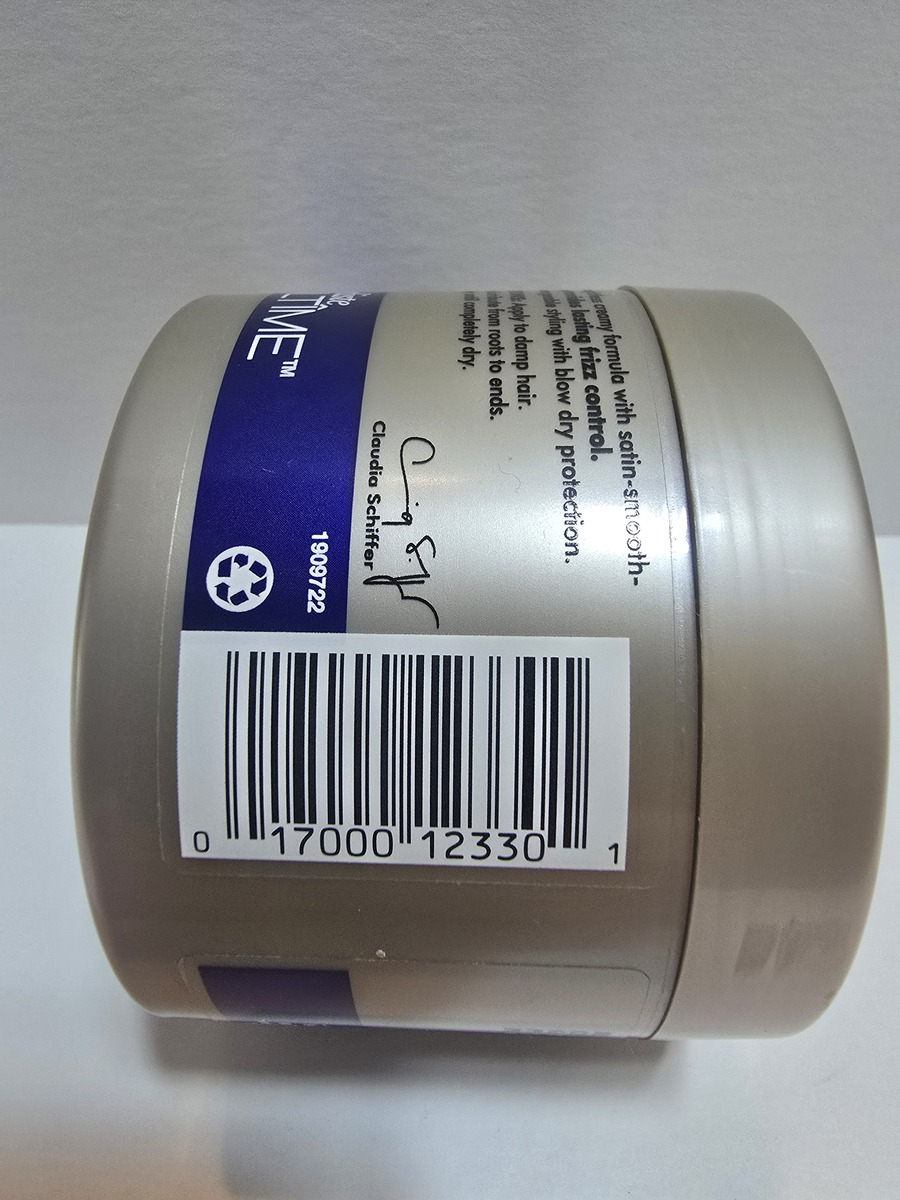 creamy formula with satin-smooth-
lasting frizz control.
styling with blow dry protection.
Apply to damp hair.
from roots to ends.
completely dry.
Claudia Schiffer
TIME™
1909722
0 17000 12330 1